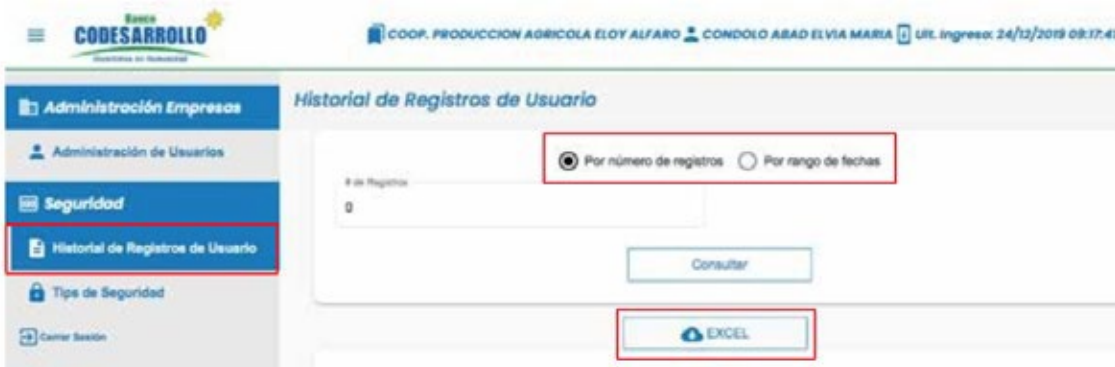 Banco
CODESARROLLO
COOP. PRODUCCION AGRICOLA ELOY ALFARO CONDOLO ABAD ELVIA MARIA Ult. Ingreso: 24/12/2019 09:17:41
Administración Empresas
Administración de Usuarios
Seguridad
Historial de Registros de Usuario
Tips de Seguridad
Cerrar Sesión
Historial de Registros de Usuario
Por número de registros Por rango de fechas
# de Registros
0
Consultar
EXCEL